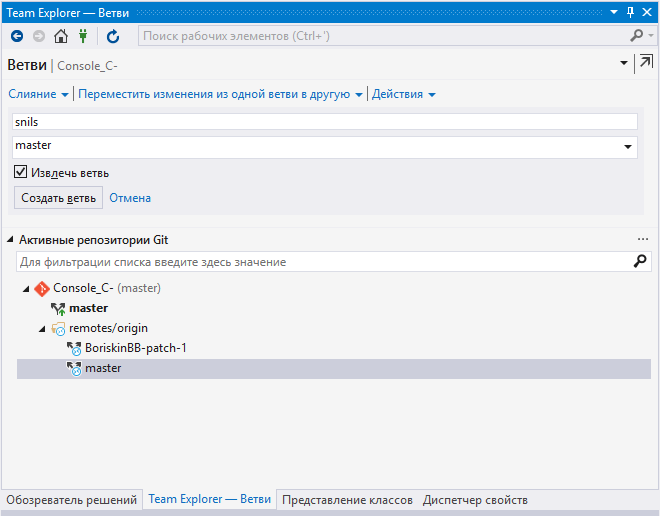 Team Explorer — Ветви
Поиск рабочих элементов (Ctrl+')
Ветви | Console_C-
Слияние | Переместить изменения из одной ветви в другую | Действия
snils
master
Извлечь ветвь
Создать ветвь Отмена
Активные репозитории Git ...
Для фильтрации списка введите здесь значение
Console_C- (master)
master
remotes/origin
BoriskinBB-patch-1
master
Обозреватель решений Team Explorer — Ветви Представление классов Диспетчер свойств